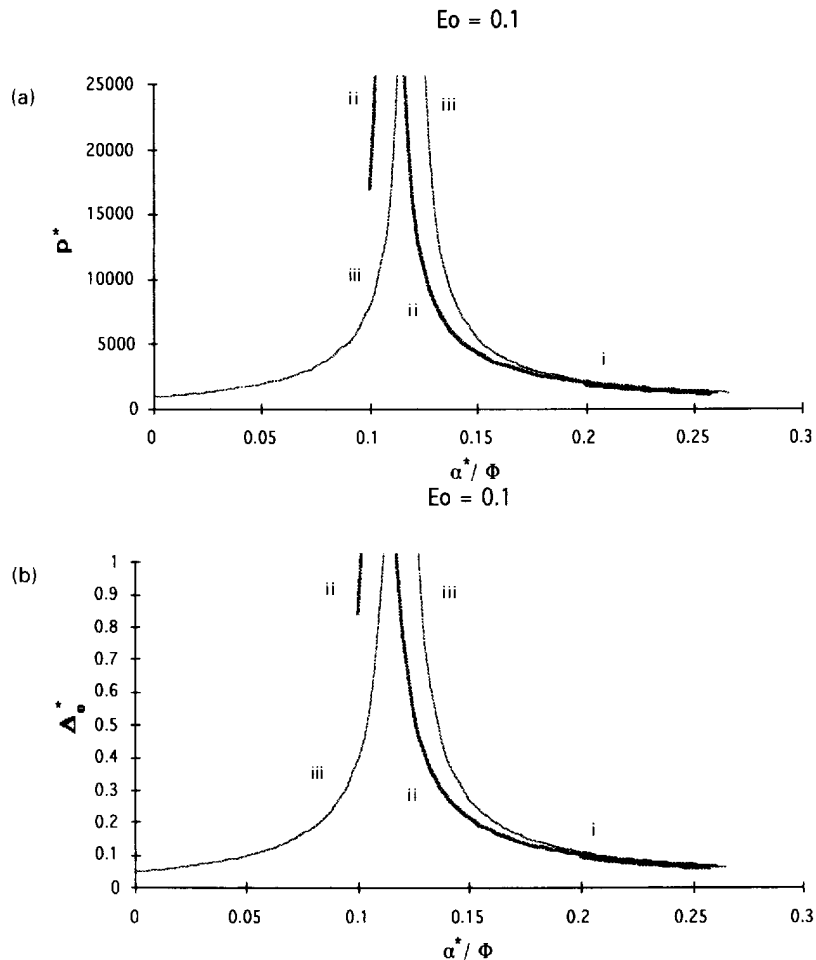 Eo = 0.1
(a)
25000
20000
15000
10000
5000
0
P*
ii
iii
iii
ii
i
0 0.05 0.1 0.15 0.2 0.25 0.3
α*/ Φ
Eo = 0.1
(b)
1
0.9
0.8
0.7
0.6
0.5
0.4
0.3
0.2
0.1
0
Δₒ*
ii
iii
iii
ii
i
0 0.05 0.1 0.15 0.2 0.25 0.3
α*/ Φ